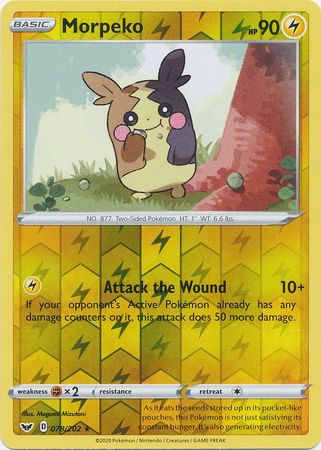 BASIC Morpeko HP 90
NO. 877 Two-Sided Pokémon HT: 1' WT: 6.6 lbs.
Attack the Wound 10+
If your opponent's Active Pokémon already has any
damage counters on it, this attack does 50 more damage.
weakness ×2 resistance retreat
Illus. Megumi Mizutani
D 078/202 ★
As it eats the seeds stored up in its pocket-like
pouches, this Pokémon is not just satisfying its
constant hunger. It's also generating electricity.
©2020 Pokémon / Nintendo / Creatures / GAME FREAK